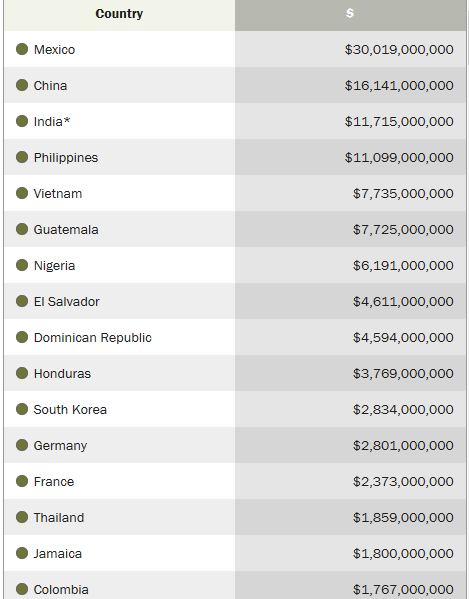 Country $
Mexico $30,019,000,000
China $16,141,000,000
India* $11,715,000,000
Philippines $11,099,000,000
Vietnam $7,735,000,000
Guatemala $7,725,000,000
Nigeria $6,191,000,000
El Salvador $4,611,000,000
Dominican Republic $4,594,000,000
Honduras $3,769,000,000
South Korea $2,834,000,000
Germany $2,801,000,000
France $2,373,000,000
Thailand $1,859,000,000
Jamaica $1,800,000,000
Colombia $1,767,000,000